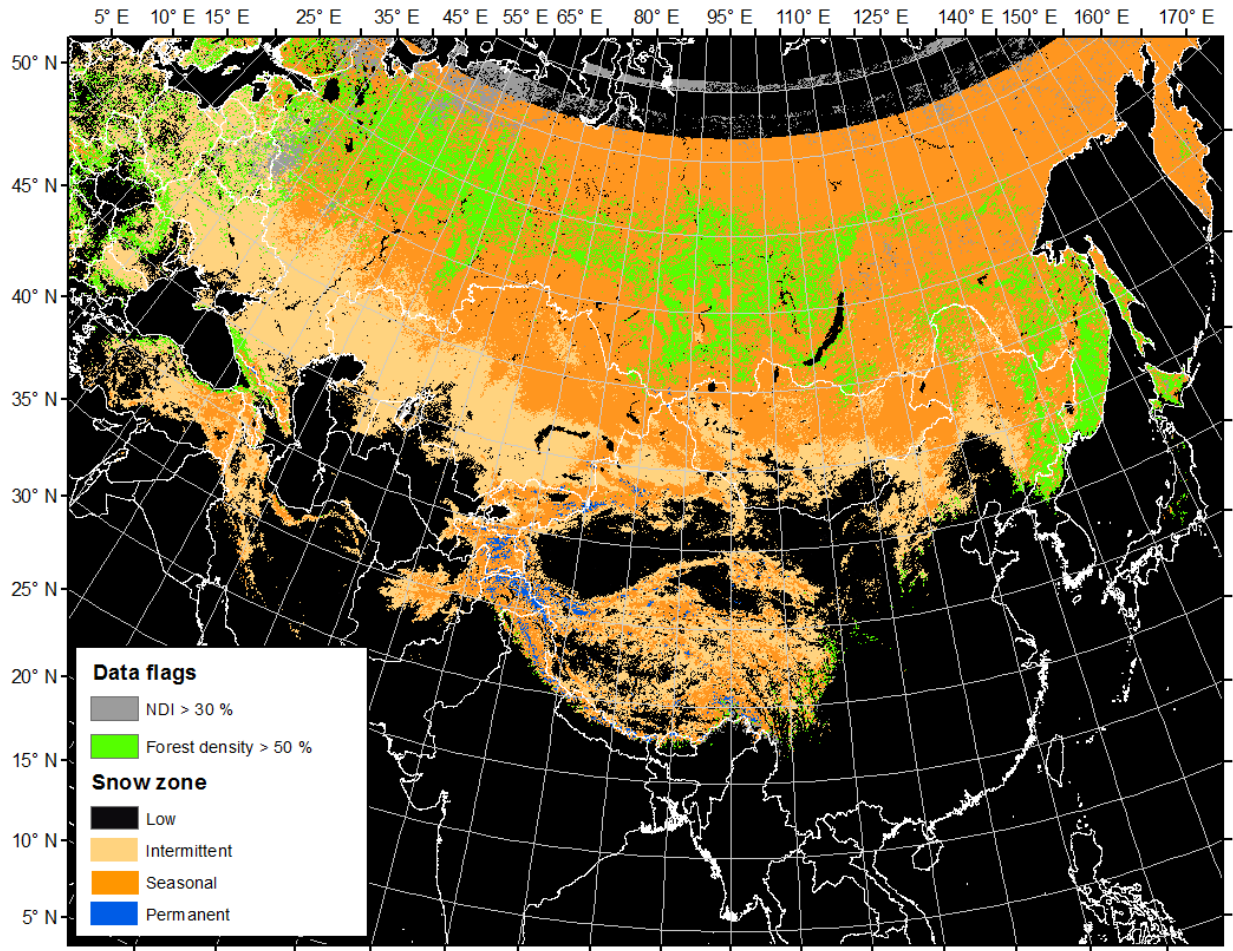 5° E 10° E 15° E 25° E 35° E 45° E 55° E 65° E 80° E 95° E 110° E 125° E 140° E 150° E 160° E 170° E
50° N
45° N
40° N
35° N
30° N
25° N
20° N
15° N
10° N
5° N
Data flags
NDI > 30 %
Forest density > 50 %
Snow zone
Low
Intermittent
Seasonal
Permanent